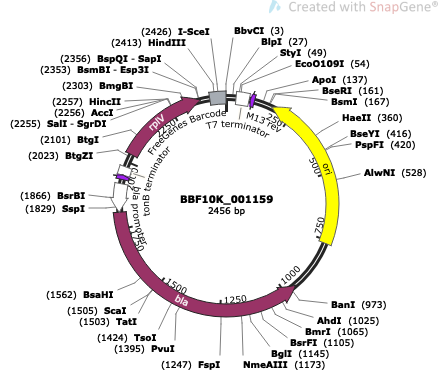 Created with SnapGene®
(2426) I-SceI
(2413) HindIII
(2356) BspQI - SapI
(2353) BsmBI - Esp3I
(2303) BmgBI
(2257) HincII
(2256) AccI
(2255) SalI - SgrDI
(2101) BtgI
(2023) BtgZI
(1866) BsrBI
(1829) SspI
(1562) BsaHI
(1505) ScaI
(1503) TatI
(1424) TsoI
(1395) PvuI
(1247) FspI
BbvCI (3)
BlpI (27)
StyI (49)
EcoO109I (54)
ApoI (137)
BseRI (161)
BsmI (167)
HaeII (360)
BseYI (416)
PspFI (420)
AlwNI (528)
BanI (973)
AhdI (1025)
BmrI (1065)
BsrFI (1105)
BglI (1145)
NmeAIII (1173)
FreeGenes Barcode
T7 terminator
M13 rev
rplV
ori
bla
bla promoter
tonB terminator
250
500
750
1000
1250
1500
BBF10K_001159
2456 bp